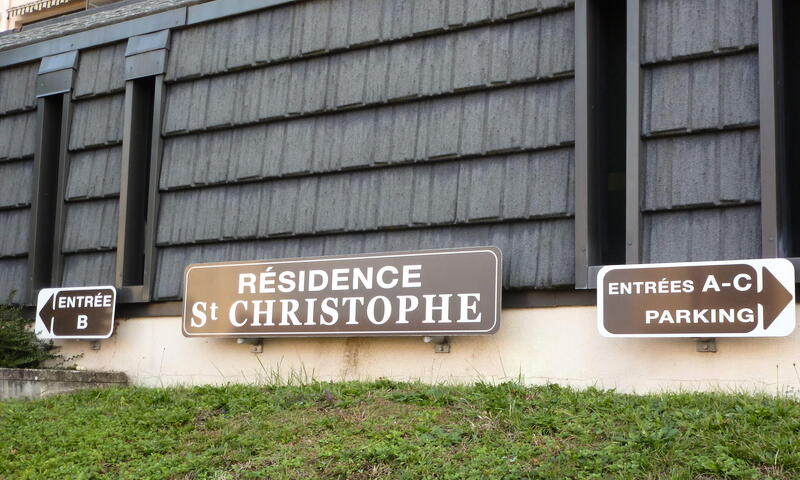 ENTRÉE
B
RÉSIDENCE
St CHRISTOPHE
ENTRÉES A-C
PARKING